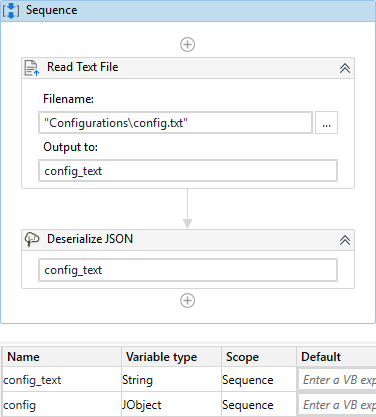 Sequence
Read Text File
Filename:
"Configurations\config.txt"
...
Output to:
config_text
Deserialize JSON
config_text
Name Variable type Scope Default
config_text String Sequence Enter a VB exp
config JObject Sequence Enter a VB exp